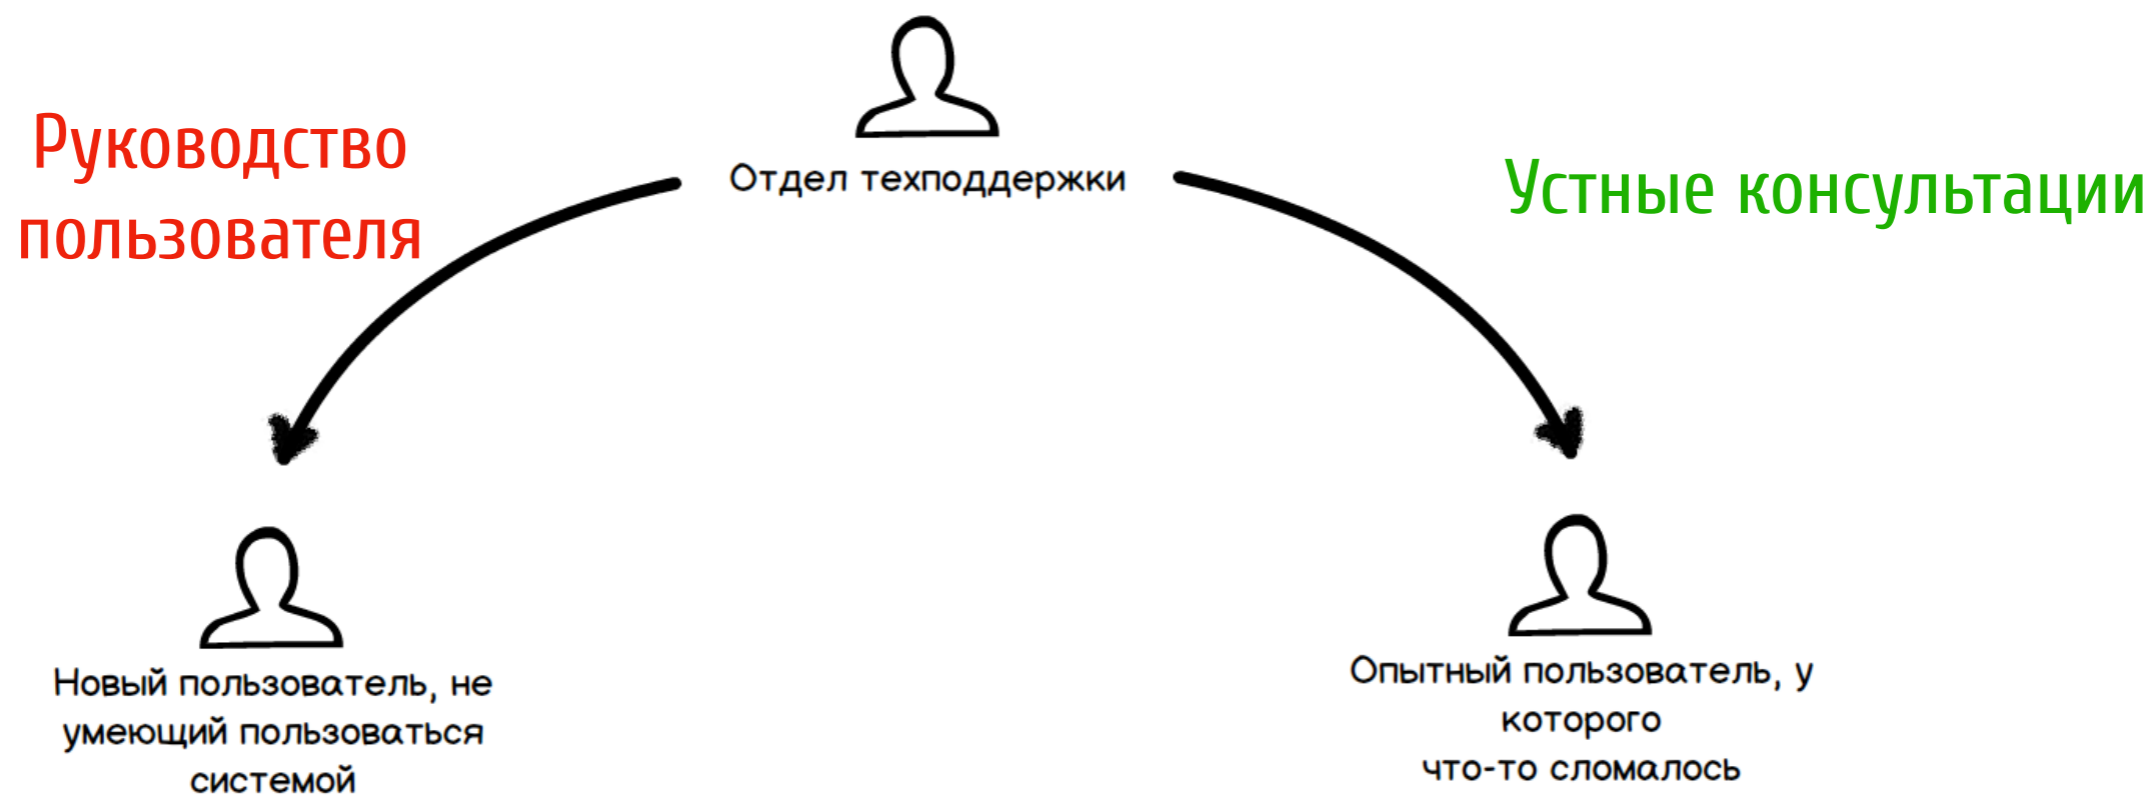 Отдел техподдержки
Руководство
пользователя
Устные консультации
Новый пользователь, не
умеющий пользоваться
системой
Опытный пользователь, у
которого
что-то сломалось